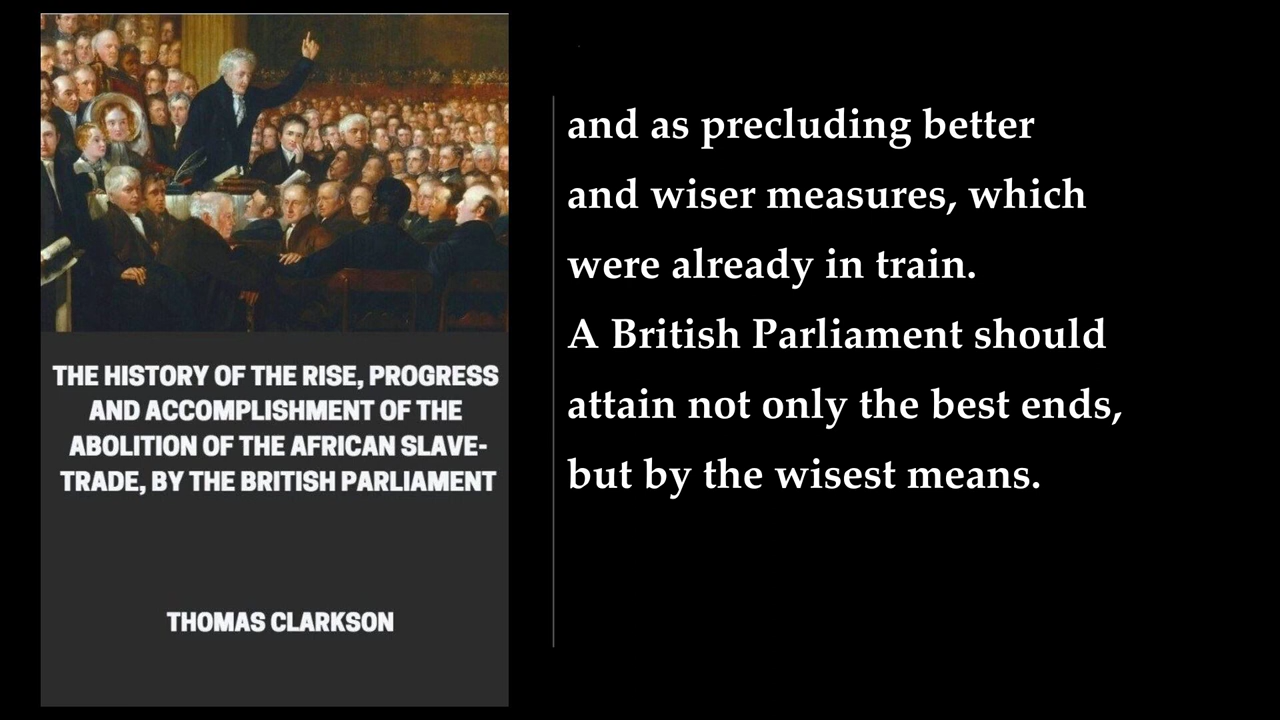 THE HISTORY OF THE RISE, PROGRESS
AND ACCOMPLISHMENT OF THE
ABOLITION OF THE AFRICAN SLAVE-
TRADE, BY THE BRITISH PARLIAMENT
THOMAS CLARKSON
and as precluding better
and wiser measures, which
were already in train.
A British Parliament should
attain not only the best ends,
but by the wisest means.